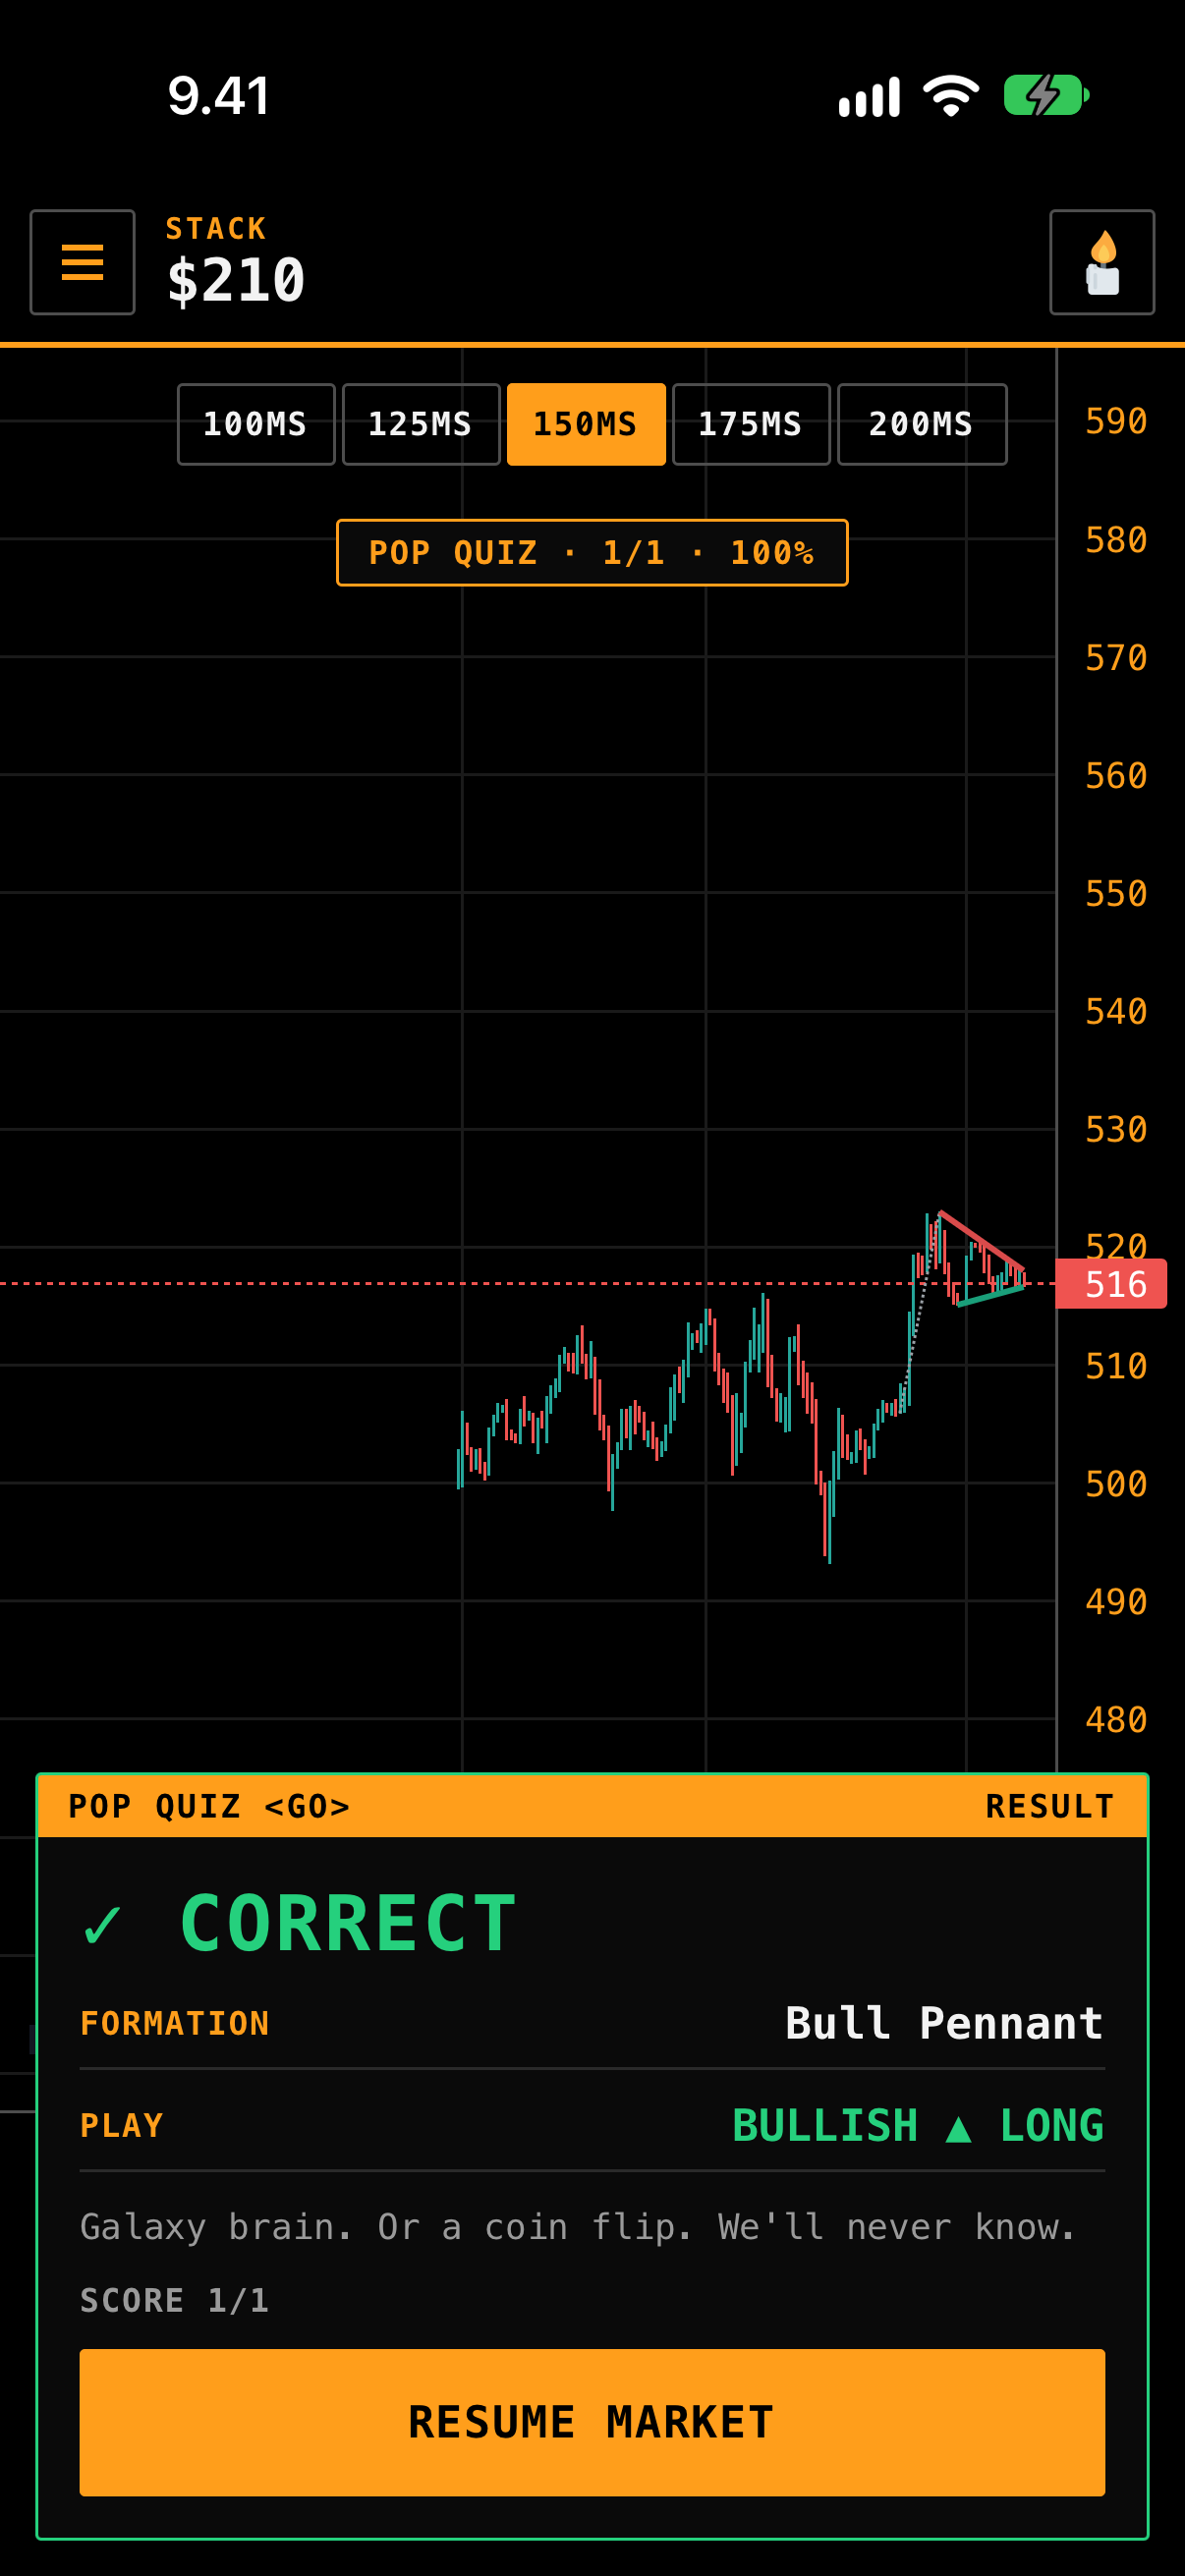 9.41
STACK
$210
100MS 125MS 150MS 175MS 200MS
590
POP QUIZ · 1/1 · 100%
580
570
560
550
540
530
520
516
510
500
490
480
POP QUIZ <GO> RESULT
✓ CORRECT
FORMATION Bull Pennant
PLAY BULLISH ▲ LONG
Galaxy brain. Or a coin flip. We'll never know.
SCORE 1/1
RESUME MARKET